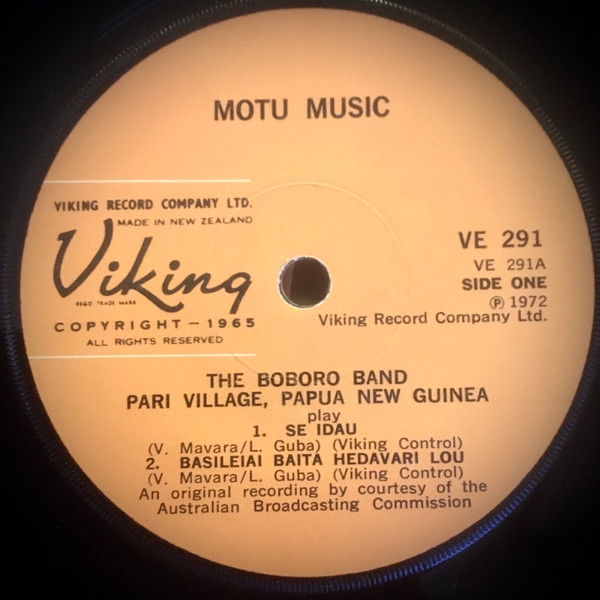 MOTU MUSIC
VIKING RECORD COMPANY LTD.
MADE IN NEW ZEALAND
Viking
REGD TRADE MARK
COPYRIGHT — 1965
ALL RIGHTS RESERVED
VE 291
VE 291A
SIDE ONE
Ⓟ 1972
Viking Record Company Ltd.
THE BOBORO BAND
PARI VILLAGE, PAPUA NEW GUINEA
play
1. SE IDAU
(V. Mavara/L. Guba) (Viking Control)
2. BASILEIAI BAITA HEDAVARI LOU
(V. Mavara/L. Guba) (Viking Control)
An original recording by courtesy of the
Australian Broadcasting Commission